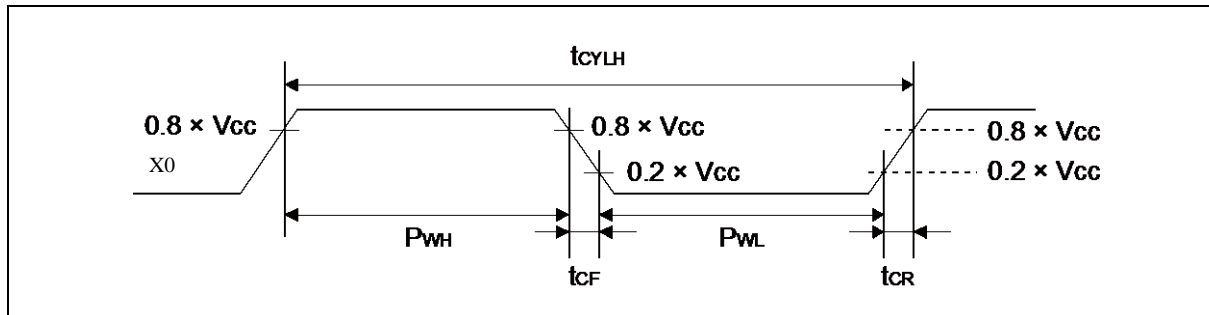 tCYLH
0.8 × VCC
0.8 × VCC
0.8 × VCC
X0
0.2 × VCC
0.2 × VCC
PWH
PWL
tCF
tCR